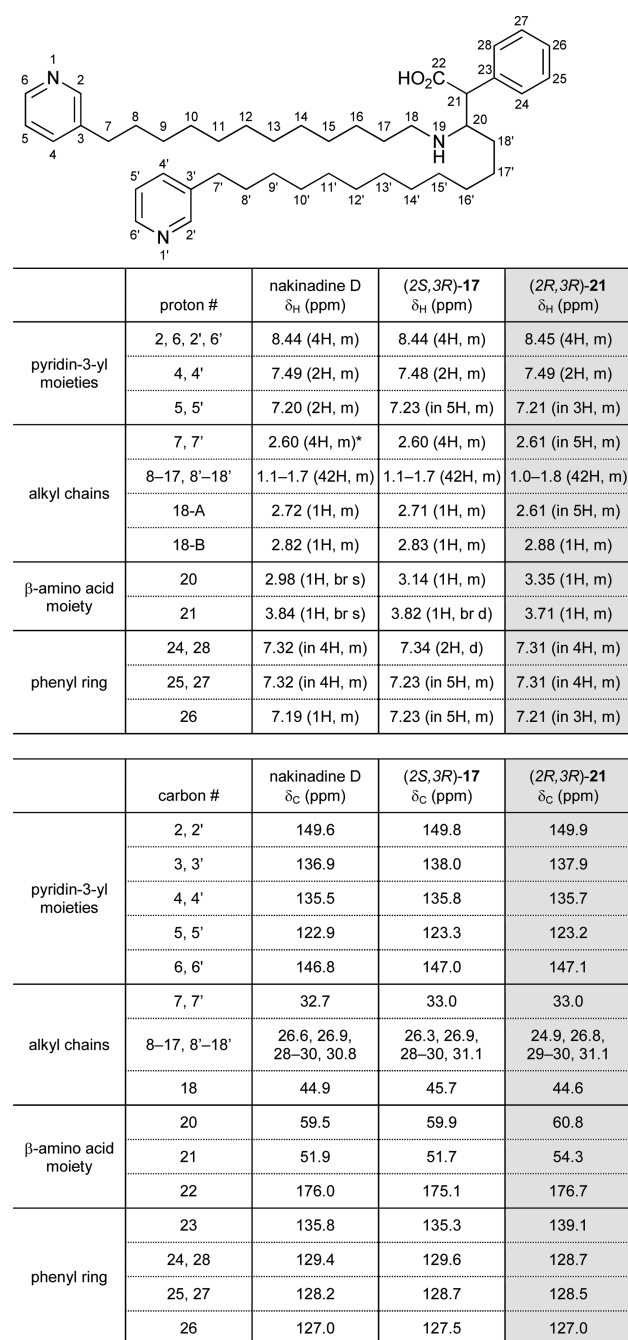 27
28
26
22
23
HO2C
25
21
24
1
N
6
2
8
10
12
14
16
18
19
20
N
H
18'
5
3
7
9
11
13
15
17
4
17'
4'
5'
3'
7'
9'
11'
13'
15'
8'
10'
12'
14'
16'
6'
2'
N
1'
proton # nakinadine D δH (ppm) (2S,3R)-17 δH (ppm) (2R,3R)-21 δH (ppm)
pyridin-3-yl moieties
2, 6, 2', 6' 8.44 (4H, m) 8.44 (4H, m) 8.45 (4H, m)
4, 4' 7.49 (2H, m) 7.48 (2H, m) 7.49 (2H, m)
5, 5' 7.20 (2H, m) 7.23 (in 5H, m) 7.21 (in 3H, m)
alkyl chains
7, 7' 2.60 (4H, m)* 2.60 (4H, m) 2.61 (in 5H, m)
8–17, 8'–18' 1.1–1.7 (42H, m) 1.1–1.7 (42H, m) 1.0–1.8 (42H, m)
18-A 2.72 (1H, m) 2.71 (1H, m) 2.61 (in 5H, m)
18-B 2.82 (1H, m) 2.83 (1H, m) 2.88 (1H, m)
β-amino acid moiety
20 2.98 (1H, br s) 3.14 (1H, m) 3.35 (1H, m)
21 3.84 (1H, br s) 3.82 (1H, br d) 3.71 (1H, m)
phenyl ring
24, 28 7.32 (in 4H, m) 7.34 (2H, d) 7.31 (in 4H, m)
25, 27 7.32 (in 4H, m) 7.23 (in 5H, m) 7.31 (in 4H, m)
26 7.19 (1H, m) 7.23 (in 5H, m) 7.21 (in 3H, m)
carbon # nakinadine D δC (ppm) (2S,3R)-17 δC (ppm) (2R,3R)-21 δC (ppm)
pyridin-3-yl moieties
2, 2' 149.6 149.8 149.9
3, 3' 136.9 138.0 137.9
4, 4' 135.5 135.8 135.7
5, 5' 122.9 123.3 123.2
6, 6' 146.8 147.0 147.1
alkyl chains
7, 7' 32.7 33.0 33.0
8–17, 8'–18' 26.6, 26.9, 28–30, 30.8 26.3, 26.9, 28–30, 31.1 24.9, 26.8, 29–30, 31.1
18 44.9 45.7 44.6
β-amino acid moiety
20 59.5 59.9 60.8
21 51.9 51.7 54.3
22 176.0 175.1 176.7
phenyl ring
23 135.8 135.3 139.1
24, 28 129.4 129.6 128.7
25, 27 128.2 128.7 128.5
26 127.0 127.5 127.0